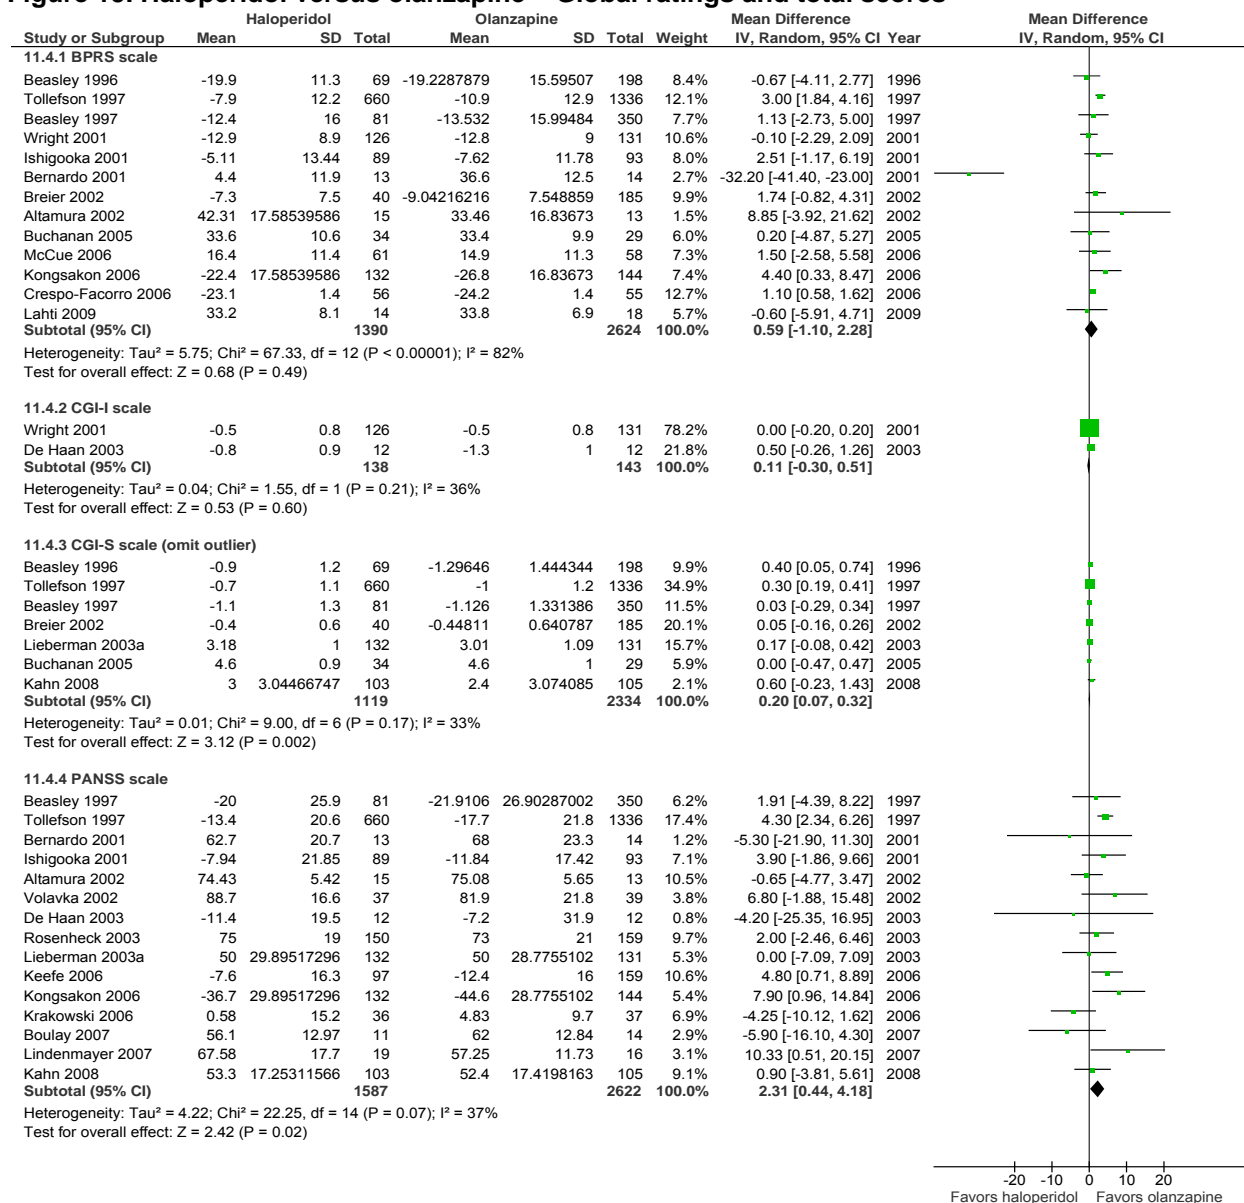 Haloperidol Olanzapine Mean Difference Mean Difference
Study or Subgroup Mean SD Total Mean SD Total Weight IV, Random, 95% CI Year IV, Random, 95% CI
11.4.1 BPRS scale
Beasley 1996 -19.9 11.3 69 -19.2287879 15.59507 198 8.4% -0.67 [-4.11, 2.77] 1996
Tollefson 1997 -7.9 12.2 660 -10.9 12.9 1336 12.1% 3.00 [1.84, 4.16] 1997
Beasley 1997 -12.4 16 81 -13.532 15.99484 350 7.7% 1.13 [-2.73, 5.00] 1997
Wright 2001 -12.9 8.9 126 -12.8 9 131 10.6% -0.10 [-2.29, 2.09] 2001
Ishigooka 2001 -5.11 13.44 89 -7.62 11.78 93 8.0% 2.51 [-1.17, 6.19] 2001
Bernardo 2001 4.4 11.9 13 36.6 12.5 14 2.7% -32.20 [-41.40, -23.00] 2001
Breier 2002 -7.3 7.5 40 -9.04216216 7.548859 185 9.9% 1.74 [-0.82, 4.31] 2002
Altamura 2002 42.31 17.58539586 15 33.46 16.83673 13 1.5% 8.85 [-3.92, 21.62] 2002
Buchanan 2005 33.6 10.6 34 33.4 9.9 29 6.0% 0.20 [-4.87, 5.27] 2005
McCue 2006 16.4 11.4 61 14.9 11.3 58 7.3% 1.50 [-2.58, 5.58] 2006
Kongsakon 2006 -22.4 17.58539586 132 -26.8 16.83673 144 7.4% 4.40 [0.33, 8.47] 2006
Crespo-Facorro 2006 -23.1 1.4 56 -24.2 1.4 55 12.7% 1.10 [0.58, 1.62] 2006
Lahti 2009 33.2 8.1 14 33.8 6.9 18 5.7% -0.60 [-5.91, 4.71] 2009
Subtotal (95% CI) 1390 2624 100.0% 0.59 [-1.10, 2.28]
Heterogeneity: Tau² = 5.75; Chi² = 67.33, df = 12 (P < 0.00001); I² = 82%
Test for overall effect: Z = 0.68 (P = 0.49)
11.4.2 CGI-I scale
Wright 2001 -0.5 0.8 126 -0.5 0.8 131 78.2% 0.00 [-0.20, 0.20] 2001
De Haan 2003 -0.8 0.9 12 -1.3 1 12 21.8% 0.50 [-0.26, 1.26] 2003
Subtotal (95% CI) 138 143 100.0% 0.11 [-0.30, 0.51]
Heterogeneity: Tau² = 0.04; Chi² = 1.55, df = 1 (P = 0.21); I² = 36%
Test for overall effect: Z = 0.53 (P = 0.60)
11.4.3 CGI-S scale (omit outlier)
Beasley 1996 -0.9 1.2 69 -1.29646 1.444344 198 9.9% 0.40 [0.05, 0.74] 1996
Tollefson 1997 -0.7 1.1 660 -1 1.2 1336 34.9% 0.30 [0.19, 0.41] 1997
Beasley 1997 -1.1 1.3 81 -1.126 1.331386 350 11.5% 0.03 [-0.29, 0.34] 1997
Breier 2002 -0.4 0.6 40 -0.44811 0.640787 185 20.1% 0.05 [-0.16, 0.26] 2002
Lieberman 2003a 3.18 1 132 3.01 1.09 131 15.7% 0.17 [-0.08, 0.42] 2003
Buchanan 2005 4.6 0.9 34 4.6 1 29 5.9% 0.00 [-0.47, 0.47] 2005
Kahn 2008 3 3.04466747 103 2.4 3.074085 105 2.1% 0.60 [-0.23, 1.43] 2008
Subtotal (95% CI) 1119 2334 100.0% 0.20 [0.07, 0.32]
Heterogeneity: Tau² = 0.01; Chi² = 9.00, df = 6 (P = 0.17); I² = 33%
Test for overall effect: Z = 3.12 (P = 0.002)
11.4.4 PANSS scale
Beasley 1997 -20 25.9 81 -21.9106 26.90287002 350 6.2% 1.91 [-4.39, 8.22] 1997
Tollefson 1997 -13.4 20.6 660 -17.7 21.8 1336 17.4% 4.30 [2.34, 6.26] 1997
Bernardo 2001 62.7 20.7 13 68 23.3 14 1.2% -5.30 [-21.90, 11.30] 2001
Ishigooka 2001 -7.94 21.85 89 -11.84 17.42 93 7.1% 3.90 [-1.86, 9.66] 2001
Altamura 2002 74.43 5.42 15 75.08 5.65 13 10.5% -0.65 [-4.77, 3.47] 2002
Volavka 2002 88.7 16.6 37 81.9 21.8 39 3.8% 6.80 [-1.88, 15.48] 2002
De Haan 2003 -11.4 19.5 12 -7.2 31.9 12 0.8% -4.20 [-25.35, 16.95] 2003
Rosenheck 2003 75 19 150 73 21 159 9.7% 2.00 [-2.46, 6.46] 2003
Lieberman 2003a 50 29.89517296 132 50 28.7755102 131 5.3% 0.00 [-7.09, 7.09] 2003
Keefe 2006 -7.6 16.3 97 -12.4 16 159 10.6% 4.80 [0.71, 8.89] 2006
Kongsakon 2006 -36.7 29.89517296 132 -44.6 28.7755102 144 5.4% 7.90 [0.96, 14.84] 2006
Krakowski 2006 0.58 15.2 36 4.83 9.7 37 6.9% -4.25 [-10.12, 1.62] 2006
Boulay 2007 56.1 12.97 11 62 12.84 14 2.9% -5.90 [-16.10, 4.30] 2007
Lindenmayer 2007 67.58 17.7 19 57.25 11.73 16 3.1% 10.33 [0.51, 20.15] 2007
Kahn 2008 53.3 17.25311566 103 52.4 17.4198163 105 9.1% 0.90 [-3.81, 5.61] 2008
Subtotal (95% CI) 1587 2622 100.0% 2.31 [0.44, 4.18]
Heterogeneity: Tau² = 4.22; Chi² = 22.25, df = 14 (P = 0.07); I² = 37%
Test for overall effect: Z = 2.42 (P = 0.02)
-20 -10 0 10 20
Favors haloperidol Favors olanzapine